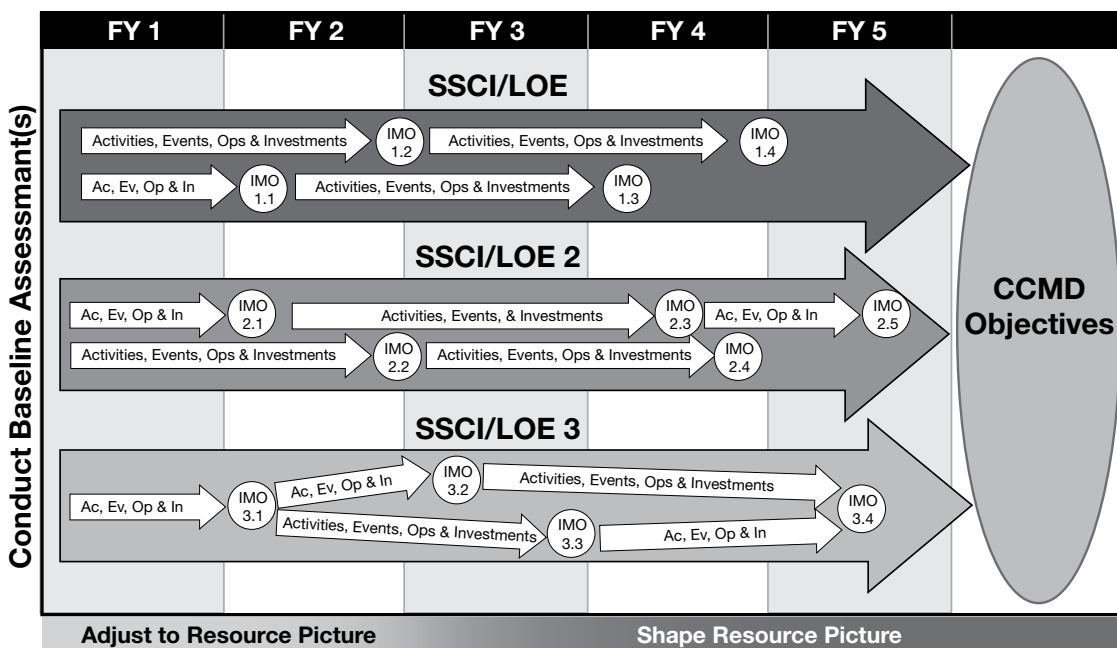 FY 1
FY 2
FY 3
FY 4
FY 5
Conduct Baseline Assessmant(s)
SSCI/LOE
Activities, Events, Ops & Investments
IMO
1.2
Activities, Events, Ops & Investments
IMO
1.4
Ac, Ev, Op & In
IMO
1.1
Activities, Events, Ops & Investments
IMO
1.3
SSCI/LOE 2
Ac, Ev, Op & In
IMO
2.1
Activities, Events, & Investments
IMO
2.3
Ac, Ev, Op & In
IMO
2.5
Activities, Events, Ops & Investments
IMO
2.2
Activities, Events, Ops & Investments
IMO
2.4
SSCI/LOE 3
Ac, Ev, Op & In
IMO
3.1
Ac, Ev, Op & In
IMO
3.2
Activities, Events, Ops & Investments
Activities, Events, Ops & Investments
IMO
3.3
Ac, Ev, Op & In
IMO
3.4
CCMD
Objectives
Adjust to Resource Picture
Shape Resource Picture